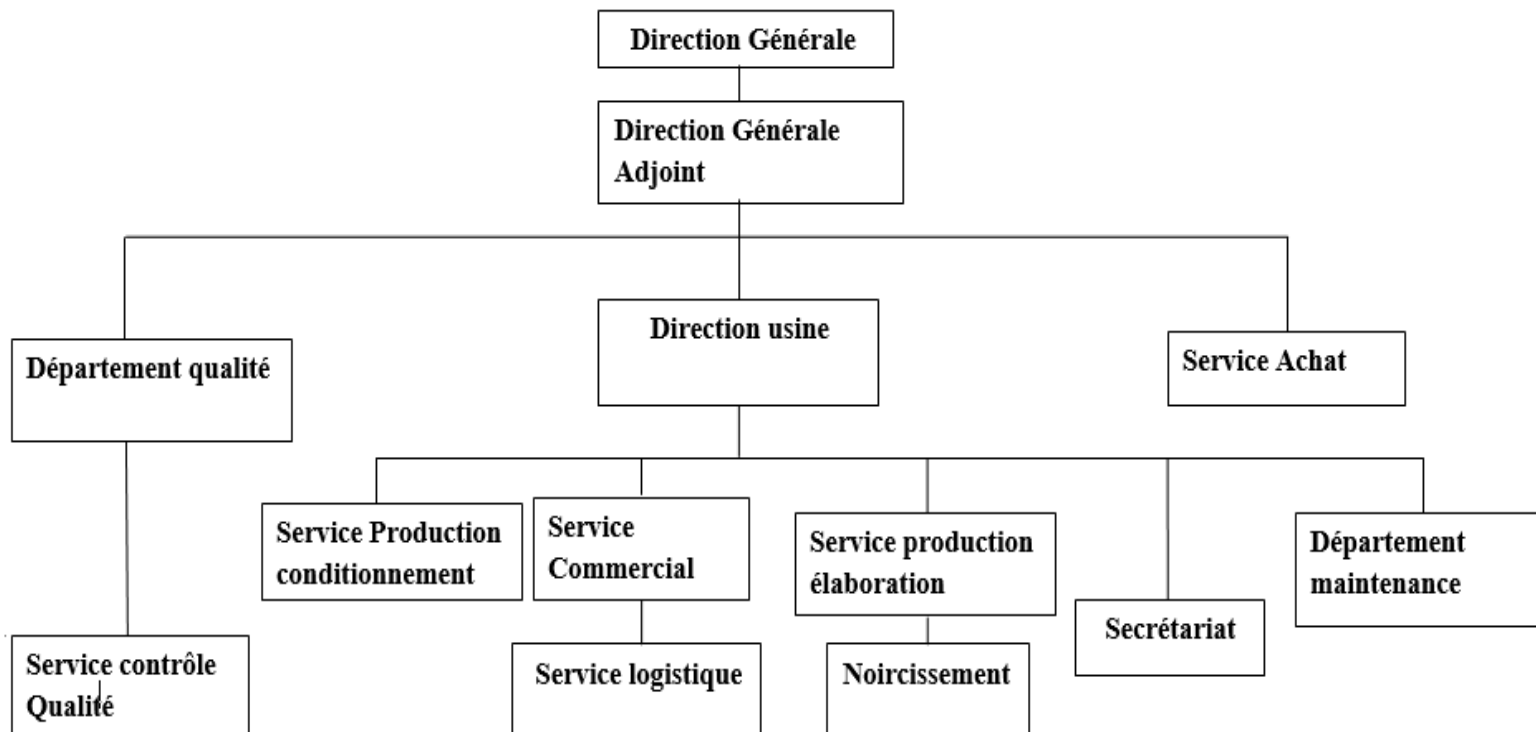 Direction Générale
Direction Générale
Adjoint
Département qualité
Direction usine
Service Achat
Service Production
conditionnement
Service
Commercial
Service production
élaboration
Secrétariat
Département
maintenance
Service contrôle
Qualité
Service logistique
Noircissement